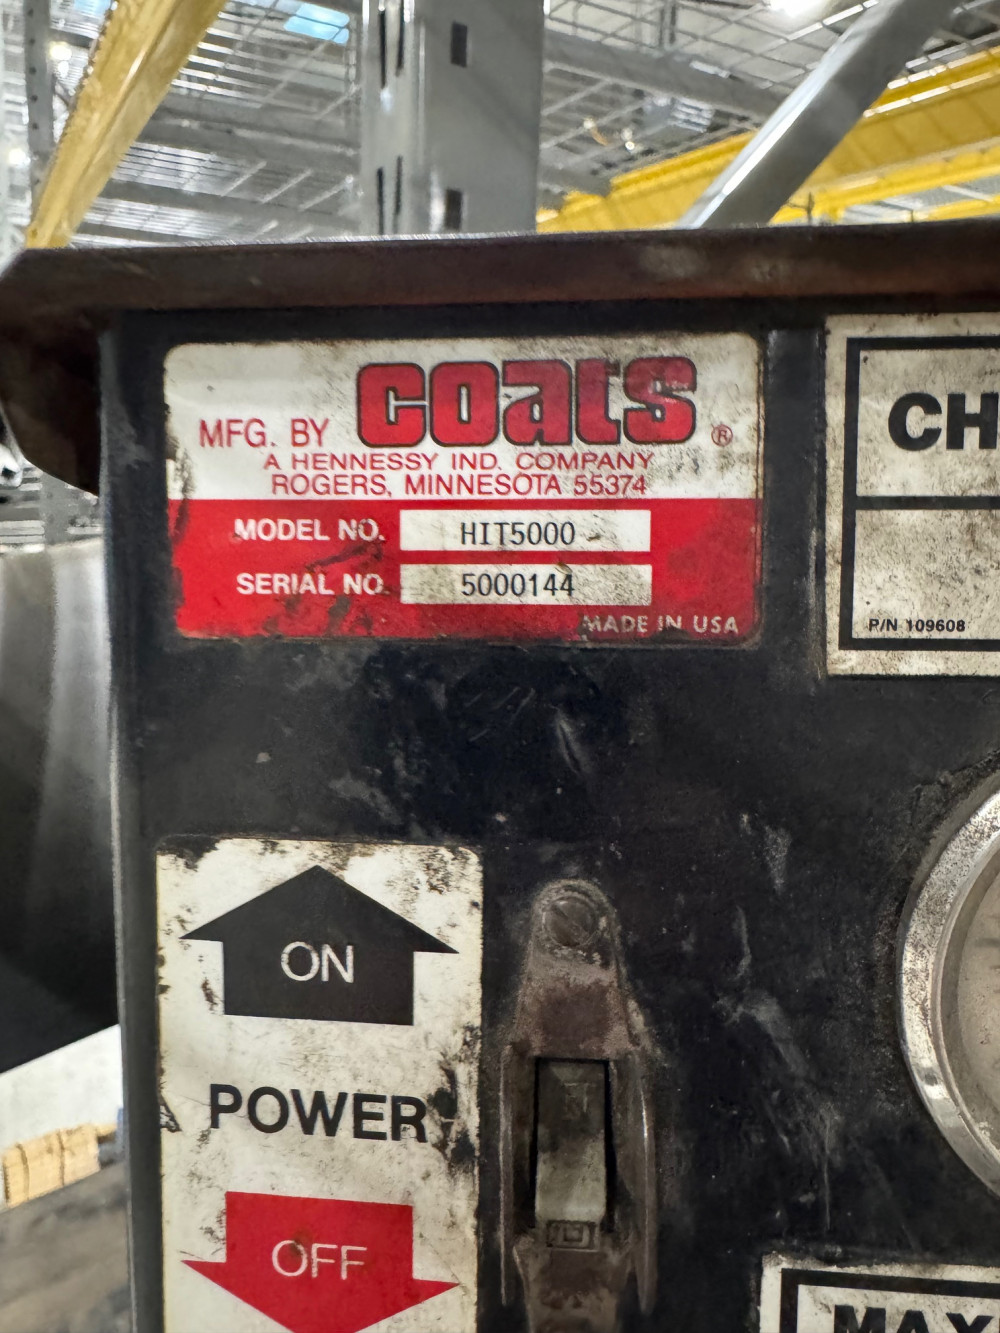 MFG. BY coats ®
A HENNESSY IND. COMPANY
ROGERS, MINNESOTA 55374
MODEL NO. HIT5000
SERIAL NO. 5000144
MADE IN USA
CH
P/N 109608
ON
POWER
OFF
MAX